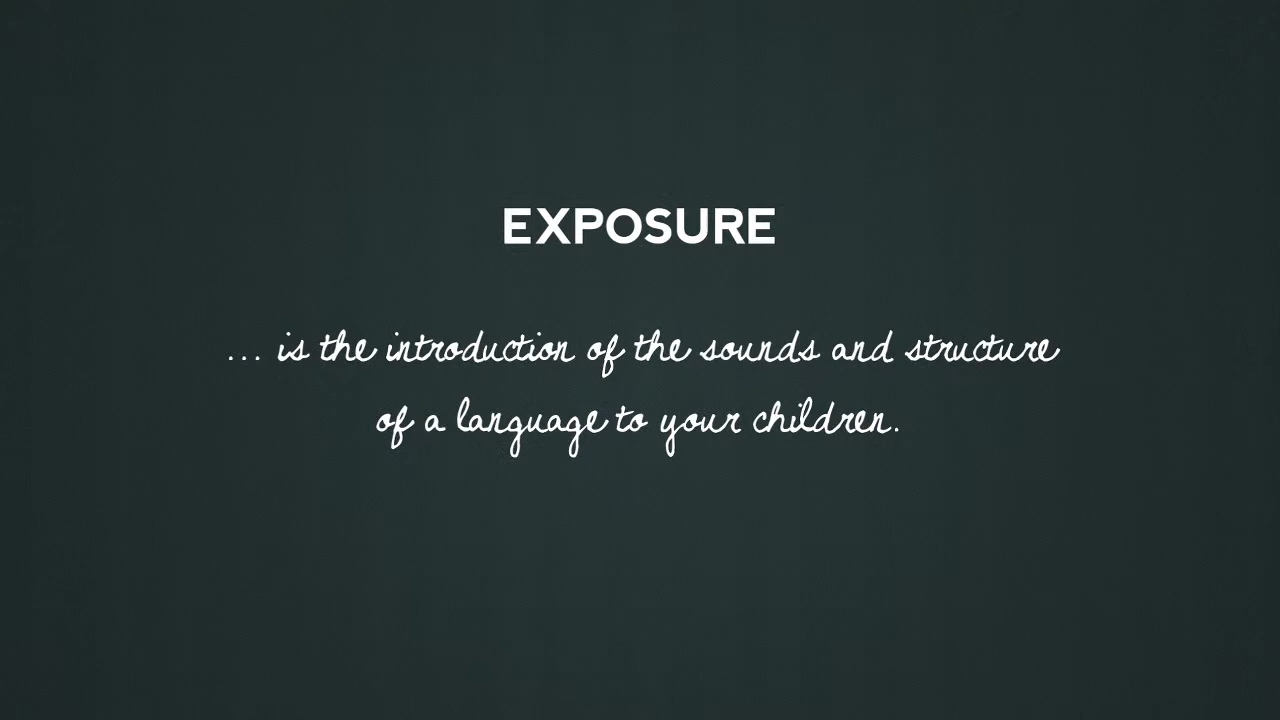 EXPOSURE
... is the introduction of the sounds and structure
of a language to your children.